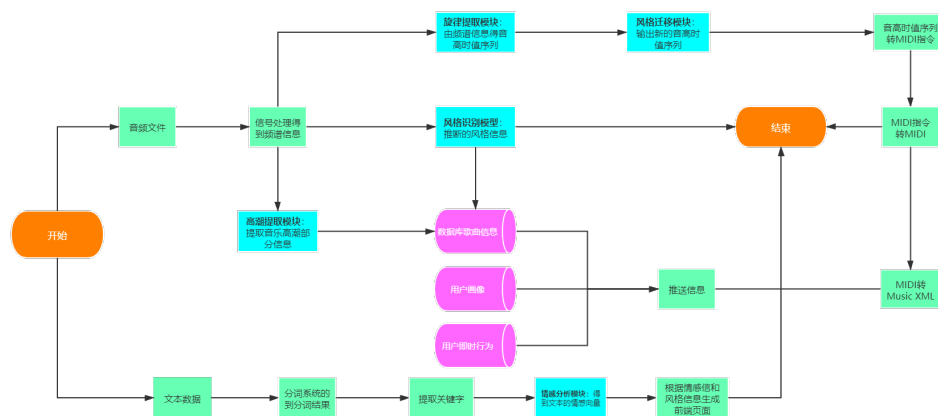 旋律提取模块：
由频谱信息得音
高时值序列
风格迁移模块：
输出新的音高时
值序列
音高时值序列
转MIDI指令
音频文件
信号处理得
到频谱信息
风格识别模型：
推断的风格信息
结束
MIDI指令
转MIDI
开始
高潮提取模块：
提取音乐高潮部
分信息
数据库歌曲信息
用户画像
推送信息
MIDI转
Music XML
用户即时行为
文本数据
分词系统的
到分词结果
提取关键字
情感分析模块：得
到文本的情感向量
根据情感信和
风格信息生成
前端页面